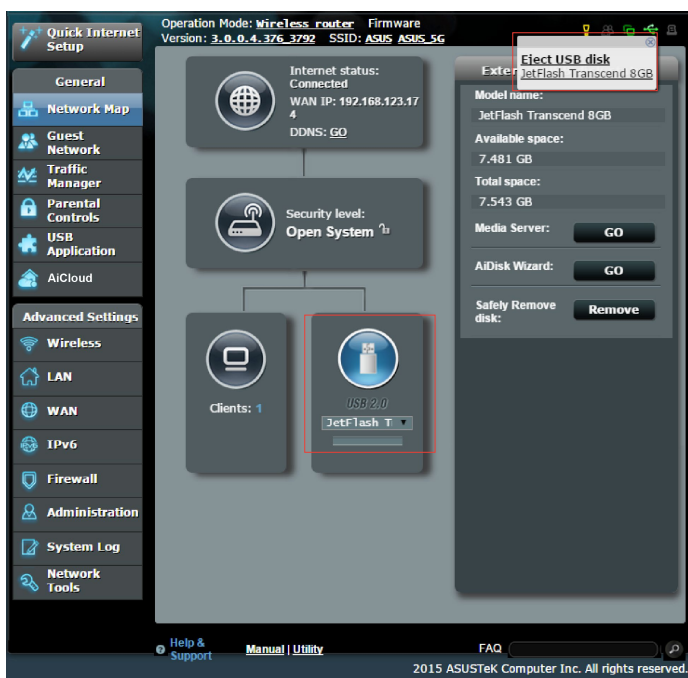 Quick Internet
Setup
Operation Mode: Wireless router Firmware
Version: 3.0.0.4.376_3792 SSID: ASUS ASUS_5G
General
Network Map
Guest
Network
Traffic
Manager
Parental
Controls
USB
Application
AiCloud
Advanced Settings
Wireless
LAN
WAN
IPv6
Firewall
Administration
System Log
Network
Tools
Internet status:
Connected
WAN IP: 192.168.123.17
4
DDNS: GO
Security level:
Open System
Clients: 1
USB 2.0
JetFlash T
Eject USB disk
JetFlash Transcend 8GB
Exter
Model name:
JetFlash Transcend 8GB
Available space:
7.481 GB
Total space:
7.543 GB
Media Server: GO
AiDisk Wizard: GO
Safely Remove
disk:
Remove
Help &
Support
Manual | Utility
FAQ
2015 ASUSTeK Computer Inc. All rights reserved.